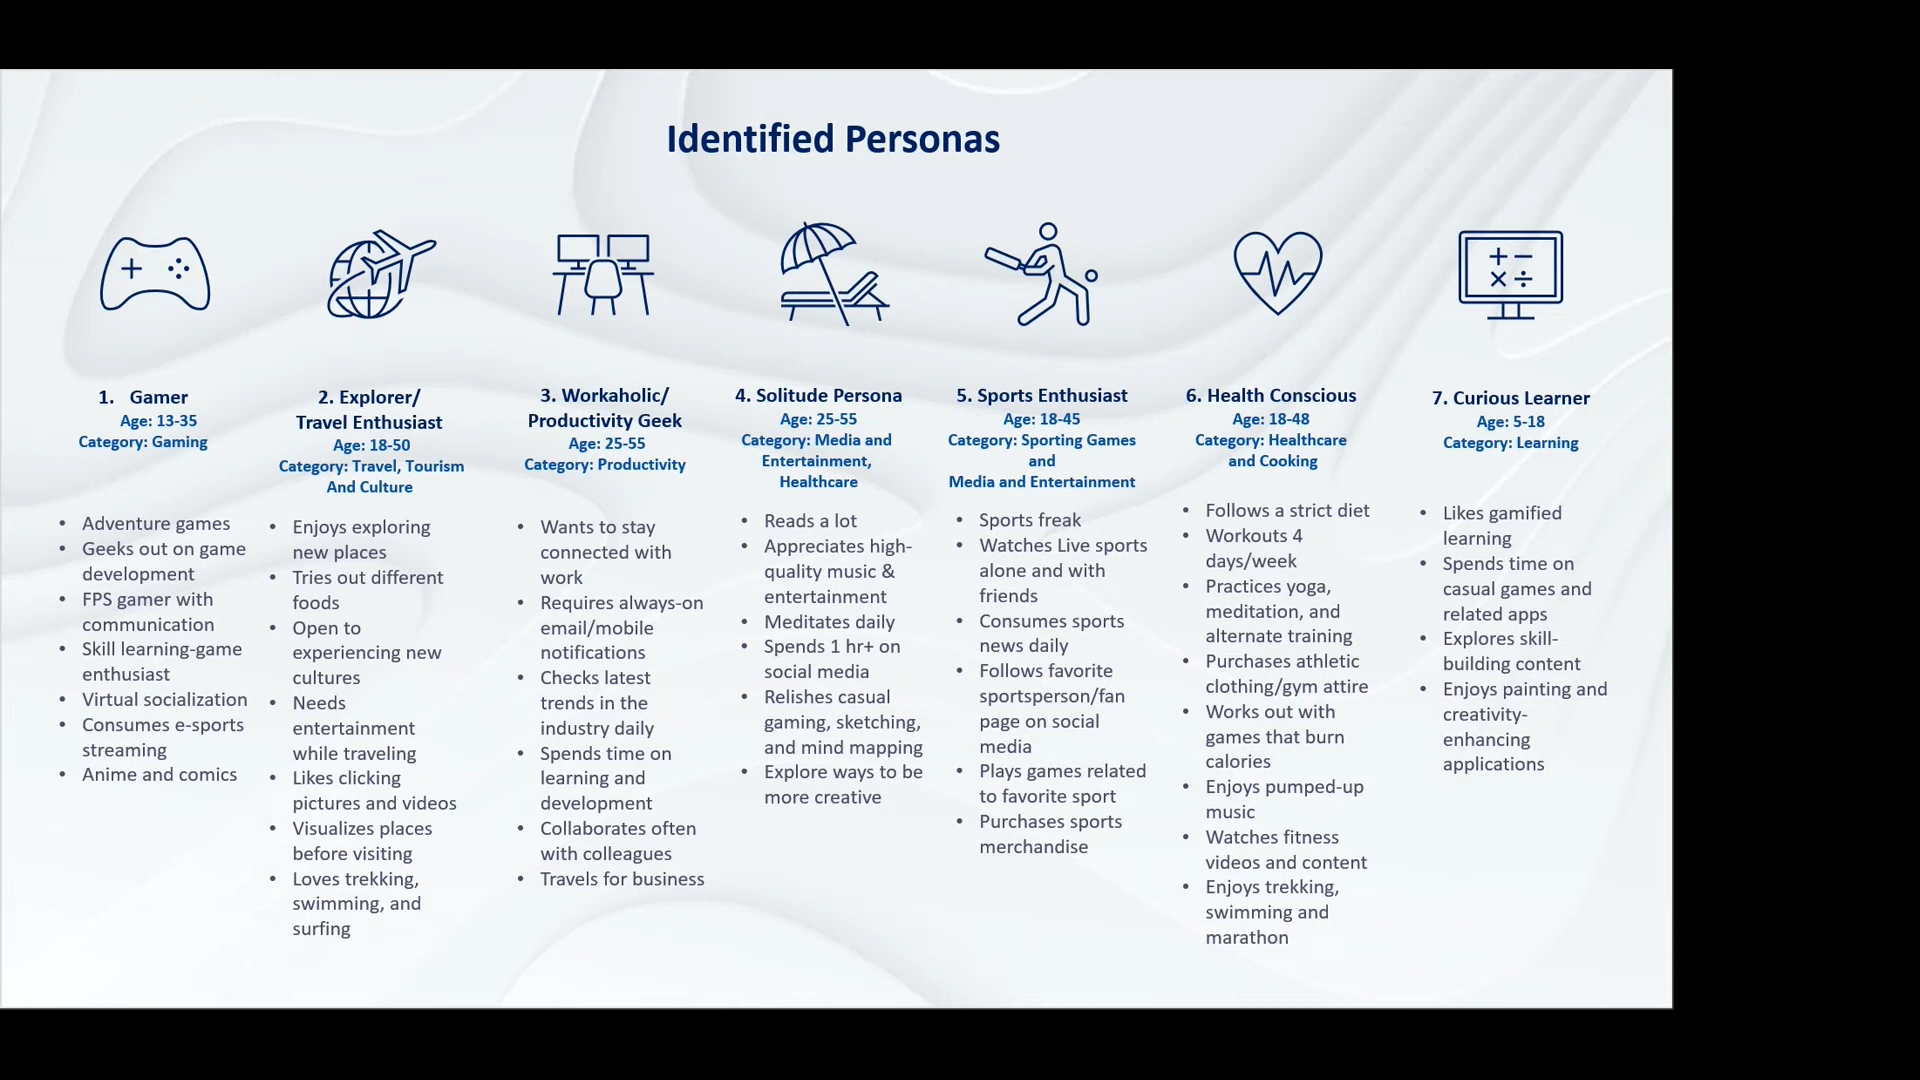 Identified Personas
1. Gamer
Age: 13-35
Category: Gaming
• Adventure games
• Geeks out on game
development
• FPS gamer with
communication
• Skill learning-game
enthusiast
• Virtual socialization
• Consumes e-sports
streaming
• Anime and comics
2. Explorer/
Travel Enthusiast
Age: 18-50
Category: Travel, Tourism
And Culture
• Enjoys exploring
new places
• Tries out different
foods
• Open to
experiencing new
cultures
• Needs
entertainment
while traveling
• Likes clicking
pictures and videos
• Visualizes places
before visiting
• Loves trekking,
swimming, and
surfing
3. Workaholic/
Productivity Geek
Age: 25-55
Category: Productivity
• Wants to stay
connected with
work
• Requires always-on
email/mobile
notifications
• Checks latest
trends in the
industry daily
• Spends time on
learning and
development
• Collaborates often
with colleagues
• Travels for business
4. Solitude Persona
Age: 25-55
Category: Media and
Entertainment,
Healthcare
• Reads a lot
• Appreciates high-
quality music &
entertainment
• Meditates daily
• Spends 1 hr+ on
social media
• Relishes casual
gaming, sketching,
and mind mapping
• Explore ways to be
more creative
5. Sports Enthusiast
Age: 18-45
Category: Sporting Games
and
Media and Entertainment
• Sports freak
• Watches Live sports
alone and with
friends
• Consumes sports
news daily
• Follows favorite
sportsperson/fan
page on social
media
• Plays games related
to favorite sport
• Purchases sports
merchandise
6. Health Conscious
Age: 18-48
Category: Healthcare
and Cooking
• Follows a strict diet
• Workouts 4
days/week
• Practices yoga,
meditation, and
alternate training
• Purchases athletic
clothing/gym attire
• Works out with
games that burn
calories
• Enjoys pumped-up
music
• Watches fitness
videos and content
• Enjoys trekking,
swimming and
marathon
7. Curious Learner
Age: 5-18
Category: Learning
• Likes gamified
learning
• Spends time on
casual games and
related apps
• Explores skill-
building content
• Enjoys painting and
creativity-
enhancing
applications